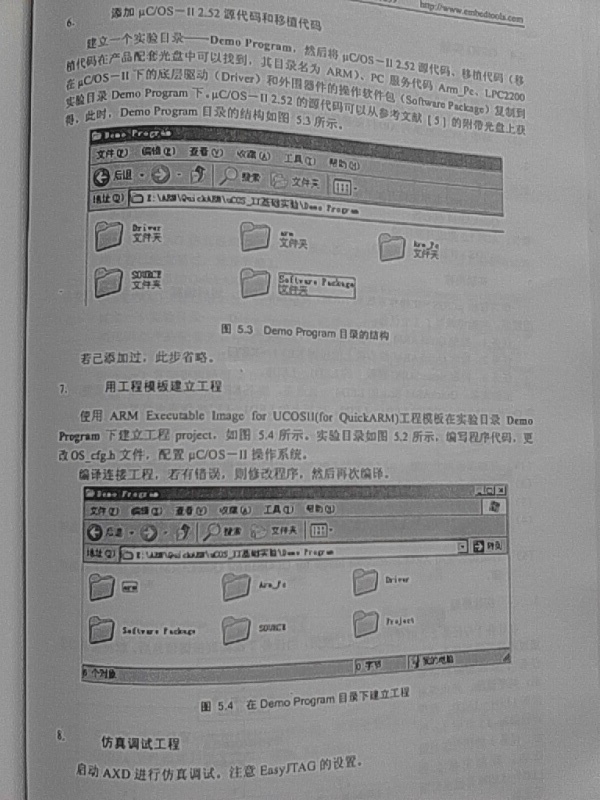 http://www.embedtools.com
6. 添加 μC/OS－II 2.52 源代码和移植代码
建立一个实验目录——Demo Program，然后将 μC/OS－II 2.52 源代码、移植代码（移
植代码在产品配套光盘中可以找到，其目录名为 ARM）、PC 服务代码 Arm_Pc、LPC2200
在 μC/OS－II 下的底层驱动（Driver）和外围器件的操作软件包（Software Package）复制到
实验目录 Demo Program 下。μC/OS－II 2.52 的源代码可以从参考文献［5］的附带光盘上获
得，此时，Demo Program 目录的结构如图 5.3 所示。
Demo Program
文件(F) 编辑(E) 查看(V) 收藏(A) 工具(T) 帮助(H)
后退 搜索 文件夹
地址(D) E:\ARM\QuickARM\uCOS_II基础实验\Demo Program
Driver 文件夹
arm 文件夹
Arm_Pc 文件夹
SOURCE 文件夹
Software Package 文件夹
图 5.3 Demo Program 目录的结构
若已添加过，此步省略。
7. 用工程模板建立工程
使用 ARM Executable Image for UCOSII(for QuickARM)工程模板在实验目录 Demo
Program 下建立工程 project，如图 5.4 所示。实验目录如图 5.2 所示，编写程序代码，更
改 OS_cfg.h 文件，配置 μC/OS－II 操作系统。
编译连接工程，若有错误，则修改程序，然后再次编译。
Demo Program
文件(F) 编辑(E) 查看(V) 收藏(A) 工具(T) 帮助(H)
后退 搜索 文件夹
地址(D) E:\ARM\QuickARM\uCOS_II基础实验\Demo Program 转到
arm Arm_Pc Driver
Software Package SOURCE Project
6 个对象 0 字节 我的电脑
图 5.4 在 Demo Program 目录下建立工程
8. 仿真调试工程
启动 AXD 进行仿真调试，注意 EasyJTAG 的设置。